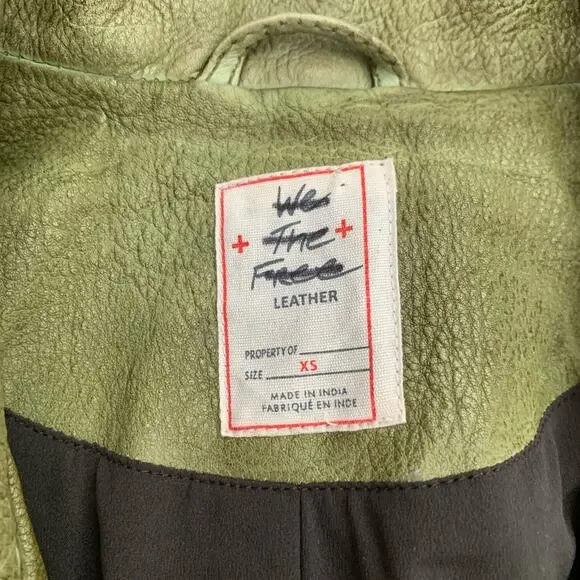 We
+ The +
Free
LEATHER
PROPERTY OF
SIZE XS
MADE IN INDIA
FABRIQUÉ EN INDE